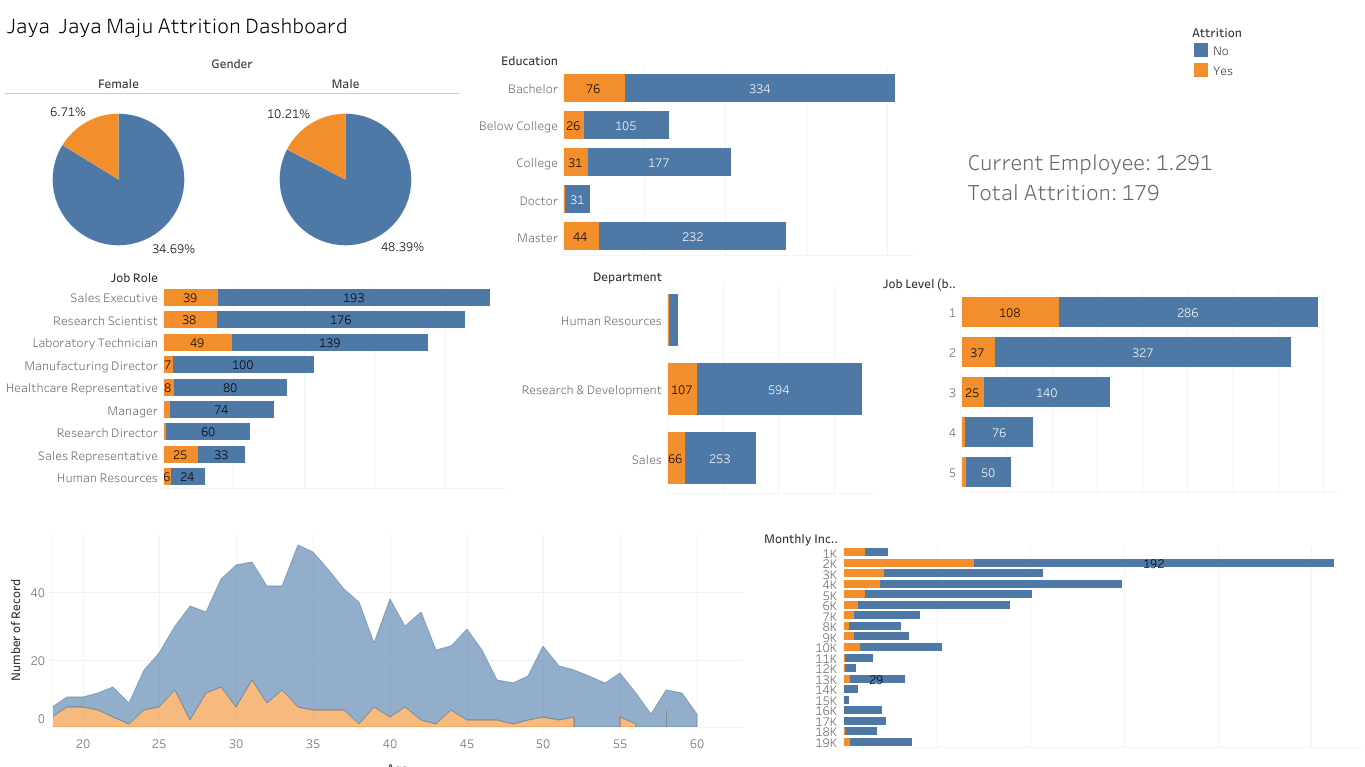 Jaya  Jaya Maju Attrition Dashboard
Attrition
No
Yes
Gender
Female
Male
6.71%
34.69%
10.21%
48.39%
Education
Bachelor 76 334
Below College 26 105
College 31 177
Doctor 31
Master 44 232
Current Employee: 1.291
Total Attrition: 179
Job Role
Sales Executive 39 193
Research Scientist 38 176
Laboratory Technician 49 139
Manufacturing Director 7 100
Healthcare Representative 8 80
Manager 74
Research Director 60
Sales Representative 25 33
Human Resources 6 24
Department
Human Resources
Research & Development 107 594
Sales 66 253
Job Level (b..
1 108 286
2 37 327
3 25 140
4 76
5 50
Number of Record
40
20
0
20 25 30 35 40 45 50 55 60
Monthly Inc..
1K
2K 192
3K
4K
5K
6K
7K
8K
9K
10K
11K
12K
13K 29
14K
15K
16K
17K
18K
19K